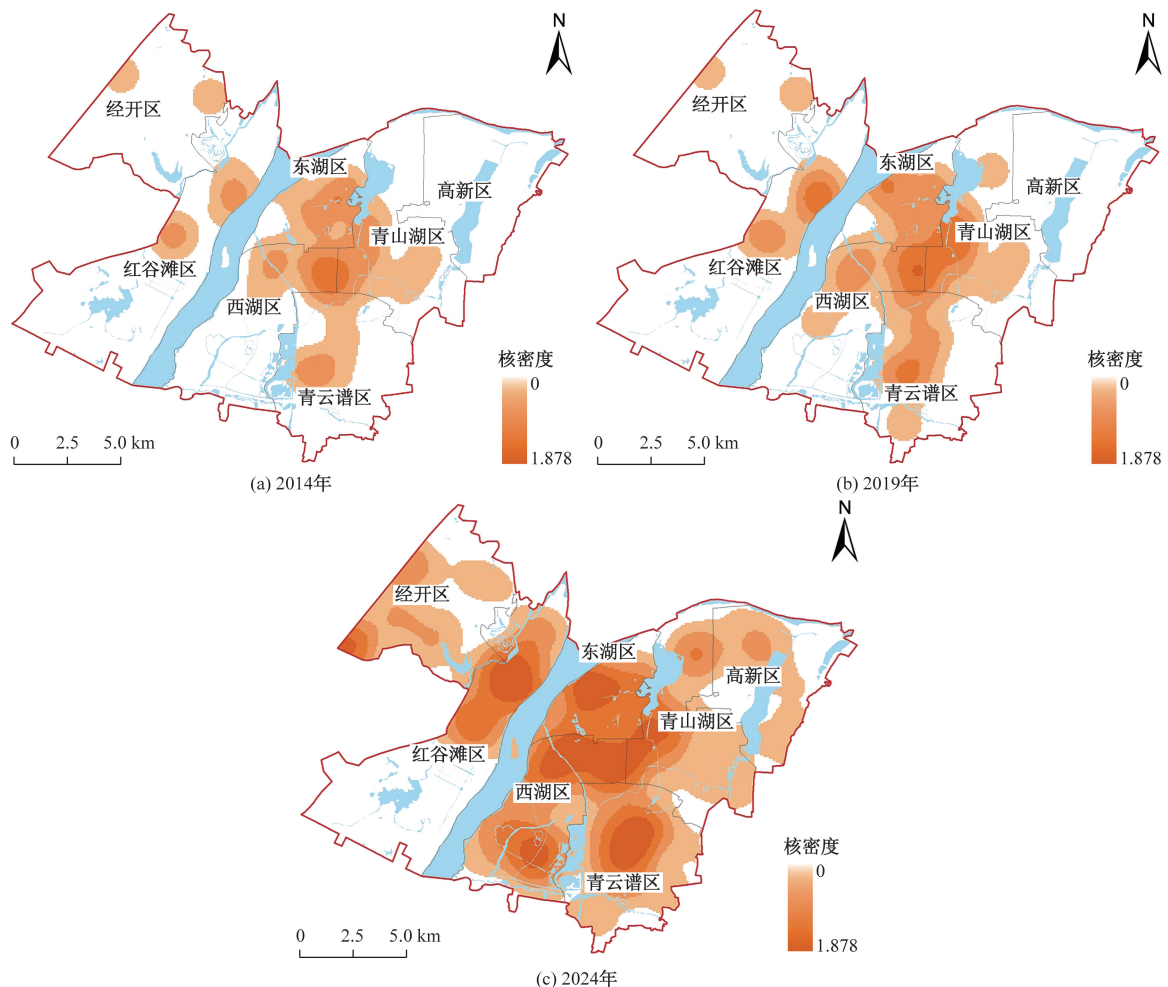 N
经开区
东湖区
高新区
青山湖区
红谷滩区
西湖区
核密度
0
青云谱区
0 2.5 5.0 km
1.878
(a) 2014年
N
经开区
东湖区
高新区
青山湖区
红谷滩区
西湖区
核密度
0
青云谱区
0 2.5 5.0 km
1.878
(b) 2019年
N
经开区
东湖区
高新区
青山湖区
红谷滩区
西湖区
核密度
0
青云谱区
0 2.5 5.0 km
1.878
(c) 2024年